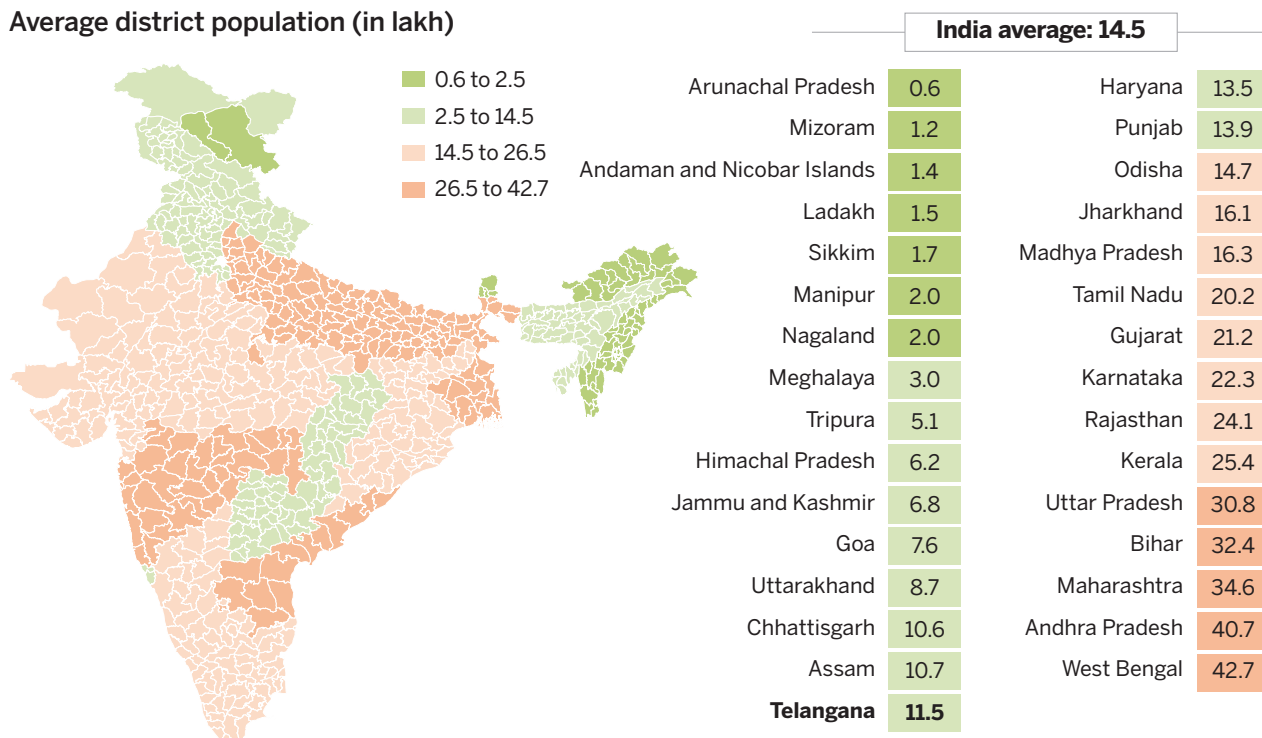 Average district population (in lakh)
India average: 14.5
0.6 to 2.5
2.5 to 14.5
14.5 to 26.5
26.5 to 42.7
Arunachal Pradesh 0.6
Mizoram 1.2
Andaman and Nicobar Islands 1.4
Ladakh 1.5
Sikkim 1.7
Manipur 2.0
Nagaland 2.0
Meghalaya 3.0
Tripura 5.1
Himachal Pradesh 6.2
Jammu and Kashmir 6.8
Goa 7.6
Uttarakhand 8.7
Chhattisgarh 10.6
Assam 10.7
Telangana 11.5
Haryana 13.5
Punjab 13.9
Odisha 14.7
Jharkhand 16.1
Madhya Pradesh 16.3
Tamil Nadu 20.2
Gujarat 21.2
Karnataka 22.3
Rajasthan 24.1
Kerala 25.4
Uttar Pradesh 30.8
Bihar 32.4
Maharashtra 34.6
Andhra Pradesh 40.7
West Bengal 42.7